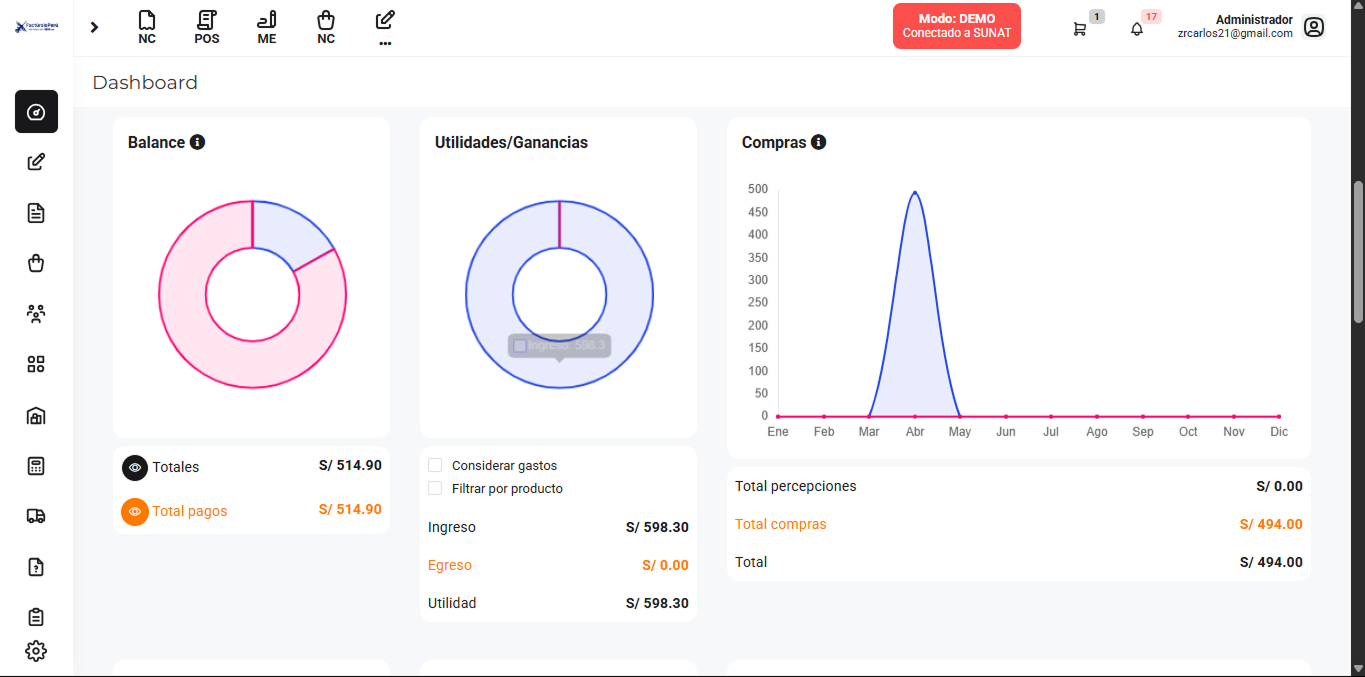 FactúraloPerú
NC
POS
ME
NC
...
Modo: DEMO
Conectado a SUNAT
1
17
Administrador
zrcarlos21@gmail.com
Dashboard
Balance
Utilidades/Ganancias
Compras
Ingreso: 598.3
500
450
400
350
300
250
200
150
100
50
0
Ene Feb Mar Abr May Jun Jul Ago Sep Oct Nov Dic
Totales S/ 514.90
Total pagos S/ 514.90
Considerar gastos
Filtrar por producto
Ingreso S/ 598.30
Egreso S/ 0.00
Utilidad S/ 598.30
Total percepciones S/ 0.00
Total compras S/ 494.00
Total S/ 494.00